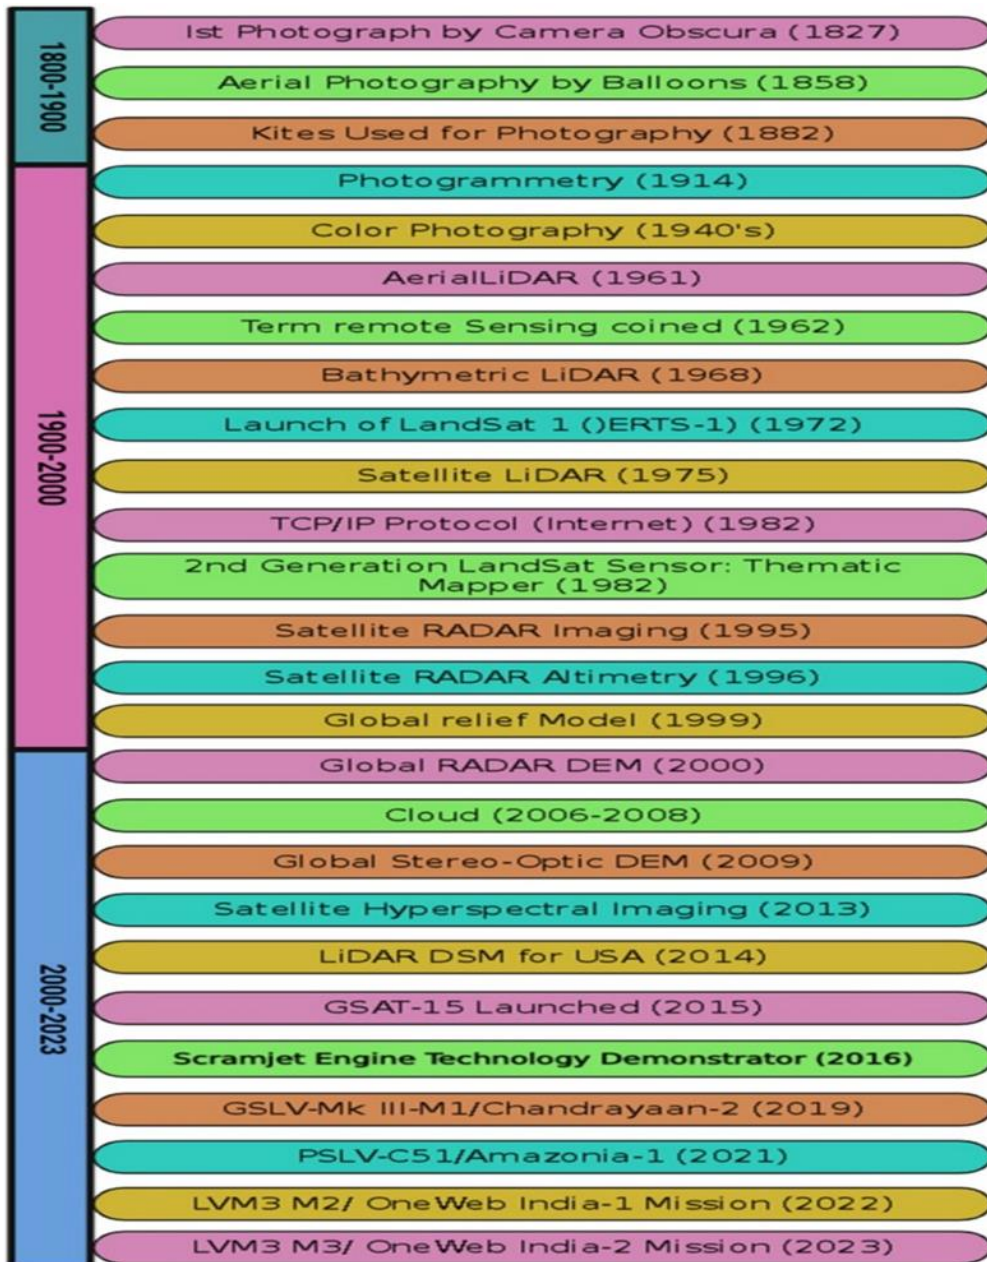 1800-1900
Ist Photograph by Camera Obscura (1827)
Aerial Photography by Balloons (1858)
Kites Used for Photography (1882)
1900-2000
Photogrammetry (1914)
Color Photography (1940's)
AerialLiDAR (1961)
Term remote Sensing coined (1962)
Bathymetric LiDAR (1968)
Launch of LandSat 1 ()ERTS-1) (1972)
Satellite LiDAR (1975)
TCP/IP Protocol (Internet) (1982)
2nd Generation LandSat Sensor: Thematic
Mapper (1982)
Satellite RADAR Imaging (1995)
Satellite RADAR Altimetry (1996)
Global relief Model (1999)
2000-2023
Global RADAR DEM (2000)
Cloud (2006-2008)
Global Stereo-Optic DEM (2009)
Satellite Hyperspectral Imaging (2013)
LiDAR DSM for USA (2014)
GSAT-15 Launched (2015)
Scramjet Engine Technology Demonstrator (2016)
GSLV-Mk III-M1/Chandrayaan-2 (2019)
PSLV-C51/Amazonia-1 (2021)
LVM3 M2/ OneWeb India-1 Mission (2022)
LVM3 M3/ OneWeb India-2 Mission (2023)